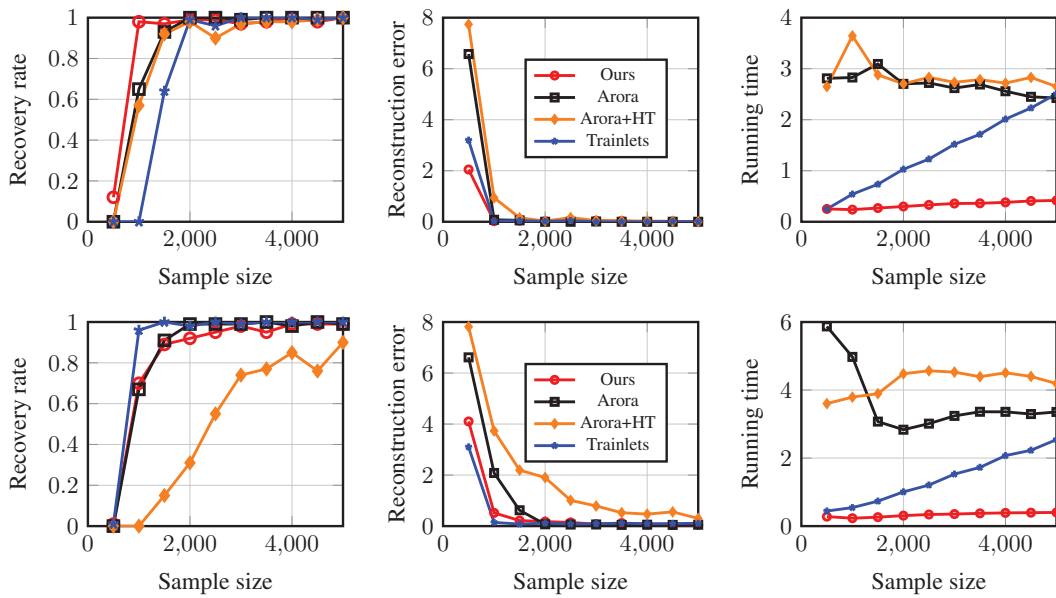 1
0.8
0.6
0.4
0.2
0
0 2,000 4,000
Sample size
Recovery rate
8
6
4
2
0
0 2,000 4,000
Sample size
Reconstruction error
Ours
Arora
Arora+HT
Trainlets
4
3
2
1
0
0 2,000 4,000
Sample size
Running time
1
0.8
0.6
0.4
0.2
0
0 2,000 4,000
Sample size
Recovery rate
8
6
4
2
0
0 2,000 4,000
Sample size
Reconstruction error
Ours
Arora
Arora+HT
Trainlets
6
4
2
0
0 2,000 4,000
Sample size
Running time